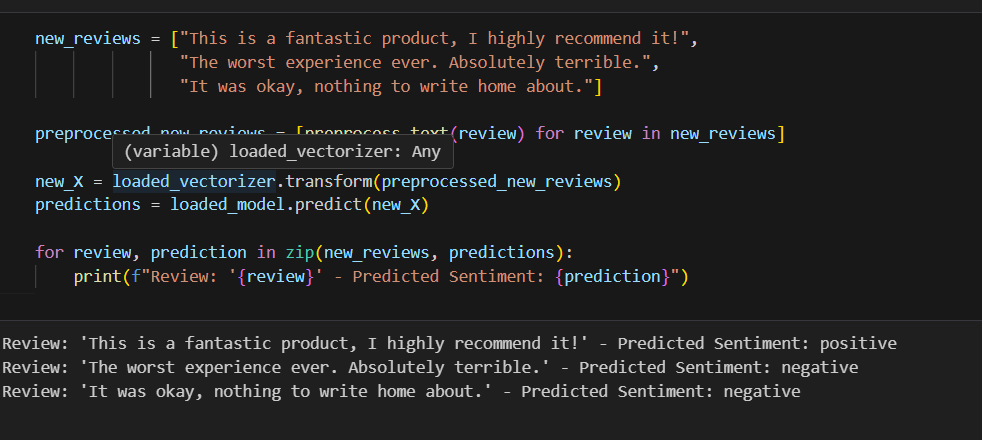 new_reviews = ["This is a fantastic product, I highly recommend it!",
"The worst experience ever. Absolutely terrible.",
"It was okay, nothing to write home about."]
preprocessed_new_reviews = [preprocess_text(review) for review in new_reviews]
(variable) loaded_vectorizer: Any
new_X = loaded_vectorizer.transform(preprocessed_new_reviews)
predictions = loaded_model.predict(new_X)
for review, prediction in zip(new_reviews, predictions):
print(f"Review: '{review}' - Predicted Sentiment: {prediction}")
Review: 'This is a fantastic product, I highly recommend it!' - Predicted Sentiment: positive
Review: 'The worst experience ever. Absolutely terrible.' - Predicted Sentiment: negative
Review: 'It was okay, nothing to write home about.' - Predicted Sentiment: negative